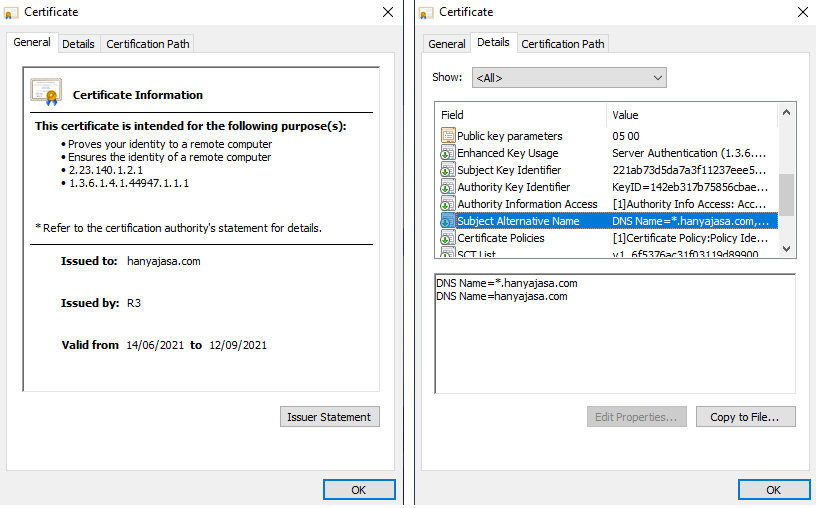 Certificate
General
Details
Certification Path
Certificate Information
This certificate is intended for the following purpose(s):
• Proves your identity to a remote computer
• Ensures the identity of a remote computer
• 2.23.140.1.2.1
• 1.3.6.1.4.1.44947.1.1.1
* Refer to the certification authority's statement for details.
Issued to: hanyajasa.com
Issued by: R3
Valid from 14/06/2021 to 12/09/2021
Issuer Statement
OK
Certificate
General
Details
Certification Path
Show: <All>
Field Value
Public key parameters 05 00
Enhanced Key Usage Server Authentication (1.3.6....
Subject Key Identifier 221ab73d5da7a3f11237eee5...
Authority Key Identifier KeyID=142eb317b75856cbae...
Authority Information Access [1]Authority Info Access: Acc...
Subject Alternative Name DNS Name=*.hanyajasa.com,...
Certificate Policies [1]Certificate Policy:Policy Ide...
SCT List v1, 6f5376ac31f03119d89900
DNS Name=*.hanyajasa.com
DNS Name=hanyajasa.com
Edit Properties...
Copy to File...
OK